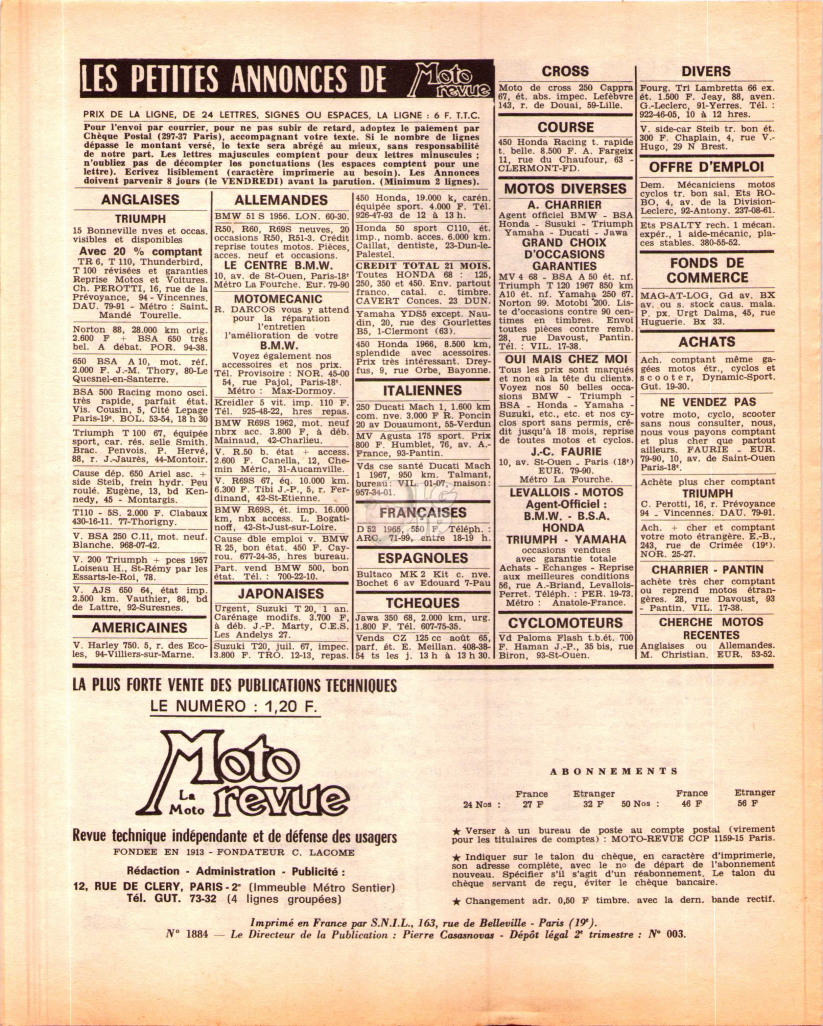 LES PETITES ANNONCES DE Moto revue
PRIX DE LA LIGNE, DE 24 LETTRES, SIGNES OU ESPACES, LA LIGNE : 6 F. T.T.C.
Pour l'envoi par courrier, pour ne pas subir de retard, adoptez le paiement par
Chèque Postal (297-37 Paris), accompagnant votre texte. Si le nombre de lignes
dépasse le montant versé, le texte sera abrégé au mieux, sans responsabilité
de notre part. Les lettres majuscules comptent pour deux lettres minuscules ;
n'oubliez pas de décompter les ponctuations (les espaces comptent pour une
lettre). Ecrivez lisiblement (caractère imprimerie au besoin). Les Annonces
doivent parvenir 8 jours (le VENDREDI) avant la parution. (Minimum 2 lignes).
ANGLAISES
TRIUMPH
15 Bonneville nves et occas.
visibles et disponibles
Avec 20 % comptant
TR 6, T 110, Thunderbird,
T 100 révisées et garanties
Reprise Motos et Voitures.
Ch. PEROTTI, 16, rue de la
Prévoyance, 94 - Vincennes.
DAU. 79-91 - Métro : Saint-
Mandé Tourelle.
Norton 88, 28.000 km orig.
2.600 F + BSA 650 très
bel. A débat. POR. 94-38.
650 BSA A 10, mot. réf.
2.000 F. J.-M. Thory, 80-Le
Quesnel-en-Santerre.
BSA 500 Racing mono oscil.
très rapide, parfait état.
Vis. Cousin, 5, Cité Lepage
Paris-19e. BOL. 53-54, 18 h 30
Triumph T 100 67, équipée
sport, car. rés. selle Smith.
Brac. Penvois. P. Hervé,
88, r. J.-Jaurès, 44-Montoir.
Cause dép. 650 Ariel asc. +
side Steib, frein hydr. Peu
roulé. Eugène, 13, bd Ken-
nedy, 45 - Montargis.
T110 - 5S. 2.000 F. Clabaux
430-16-11. 77-Thorigny.
V. BSA 250 C.11, mot. neuf.
Blanche. 968-07-42.
V. 200 Triumph + pces 1957
Loiseau H., St-Rémy par les
Essarts-le-Roi, 78.
V. AJS 650 64, état imp.
2.500 km. Vauthier, 86, bd
de Lattre, 92-Suresnes.
AMERICAINES
V. Harley 750. 5, r. des Eco-
les, 94-Villiers-sur-Marne.
ALLEMANDES
BMW 51 S 1956. LON. 60-30.
R50, R60, R69S neuves, 20
occasions R50, R51-3. Crédit
reprise toutes motos. Pièces,
acces. neuf et occasions.
LE CENTRE B.M.W.
10, av. de St-Ouen, Paris-18e
Métro La Fourche. Eur. 79-90
MOTOMECANIC
R. DARCOS vous y attend
pour la réparation
l'entretien
l'amélioration de votre
B.M.W.
Voyez également nos
accessoires et nos prix.
Tél. Provisoire : NOR. 45-00
54, rue Pajol, Paris-18e.
Métro : Max-Dormoy.
Kreidler 5 vit. imp. 110 F.
Tél. 925-48-22, hres repas.
BMW R69S 1962, mot. neuf
nbx acc. 3.800 F, à déb.
Mainaud, 42-Charlieu.
V. R.50 b. état + access.
2.600 F. Canella, 12, Che-
min Méric, 31-Aucamville.
V. R69S 67, éq. 10.000 km.
6.300 F. Tibi J.-P., 5, r. Fer-
dinand, 42-St-Etienne.
BMW R69S, ét. imp. 16.000
km, nbx access. L. Bogati-
noff, 42-St-Just-sur-Loire.
Cause dble emploi v. BMW
R 25, bon état. 450 F. Cay-
rou. 677-24-35, hres bureau.
Part. vend BMW 500, bon
état. Tél. : 700-22-10.
JAPONAISES
Urgent, Suzuki T 20, 1 an.
Carénage modifs. 3.700 F,
à déb. J.-P. Marty, C.E.S.
Les Andelys 27.
Suzuki T20, juil. 67, impec.
3.800 F. TRO. 12-13, repas.
450 Honda, 19.000 k, carén.
équipée sport. 4.000 F. Tél.
926-47-93 de 12 à 13 h.
Honda 50 sport C110, ét.
imp., nomb. acces. 6.000 km.
Caillat, dentiste, 23-Dun-le-
Palestel.
CREDIT TOTAL 21 MOIS.
Toutes HONDA 68 : 125,
250, 350 et 450. Env. partout
franco. catal. c. timbre.
CAVERT Conces. 23 DUN.
Yamaha YDS5 except. Nau-
din, 20, rue des Gourlettes
B5, 1-Clermont (63).
450 Honda 1966, 8.500 km,
splendide avec acessoires.
Prix très intéressant. Drey-
fus, 9, rue Orbe, Bayonne.
ITALIENNES
250 Ducati Mach 1, 1.600 km
com. nve. 3.000 F R. Poncin
20 av Douaumont, 55-Verdun
MV Agusta 175 sport. Prix
800 F. Humblet, 76, av. A.-
France, 93-Pantin.
Vds cse santé Ducati Mach
1 1967, 950 km. Talmant,
bureau : VIL. 01-07, maison :
957-34-01.
FRANÇAISES
D 52 1965, 550 F. Téléph. :
ARC. 71-99, entre 18-19 h.
ESPAGNOLES
Bultaco MK 2 Kit c. nve.
Bochet 6 av Edouard 7-Pau
TCHEQUES
Jawa 350 68, 2.000 km, urg.
1.800 F. Tél. 607-75-35.
Vends CZ 125 cc août 65,
parf. ét. E. Meillan. 408-38-
54 ts les j. 13 h à 13 h 30.
CROSS
Moto de cross 250 Cappra
67, ét. abs. impec. Lefèbvre
143, r. de Douai, 59-Lille.
COURSE
450 Honda Racing t. rapide
t. belle. 8.500 F. A. Fargeix
11, rue du Chaufour, 63 -
CLERMONT-FD.
MOTOS DIVERSES
A. CHARRIER
Agent officiel BMW - BSA
Honda - Susuki - Triumph
Yamaha - Ducati - Jawa
GRAND CHOIX
D'OCCASIONS
GARANTIES
MV 4 68 - BSA A 50 ét. nf.
Triumph T 120 1967 850 km
A10 ét. nf. Yamaha 250 67.
Norton 99. Motobi 200. Lis-
te d'occasions contre 90 cen-
times en timbres. Envoi
toutes pièces contre remb.
28, rue Davoust, Pantin.
Tél. : VIL. 17-38.
OUI MAIS CHEZ MOI
Tous les prix sont marqués
et non «à la tête du client».
Voyez nos 50 belles occa-
sions BMW - Triumph -
BSA - Honda - Yamaha -
Suzuki, etc., etc. et nos cy-
clos sport sans permis, cré-
dit jusqu'à 18 mois, reprise
de toutes motos et cyclos.
J.-C. FAURIE
10, av. St-Ouen - Paris (18e)
EUR. 79-90.
Métro La Fourche.
LEVALLOIS - MOTOS
Agent-Officiel :
B.M.W. - B.S.A.
HONDA
TRIUMPH - YAMAHA
occasions vendues
avec garantie totale
Achats - Echanges - Reprise
aux meilleures conditions
56, rue A.-Briand, Levallois-
Perret. Téléph. : PER. 19-73.
Métro : Anatole-France.
CYCLOMOTEURS
Vd Paloma Flash t.b.ét. 700
F. Haman J.-P., 35 bis, rue
Biron, 93-St-Ouen.
DIVERS
Fourg. Tri Lambretta 66 ex
ét. 1.500 F. Jeay, 88, aven.
G.-Leclerc, 91-Yerres. Tél. :
922-46-05, 10 à 12 hres.
V. side-car Steib tr. bon ét.
300 F. Chaplain, 4, rue V.-
Hugo, 29 N Brest.
OFFRE D'EMPLOI
Dem. Mécaniciens motos
cyclos tr. bon sal. Ets RO-
BO, 4, av. de la Division-
Leclerc, 92-Antony. 237-08-61.
Ets PSALTY rech. 1 mécan.
expér., 1 aide-mécanic, pla-
ces stables. 380-55-52.
FONDS DE
COMMERCE
MAG-AT-LOG, Gd av. BX
av. ou s. stock caus. mala.
P. px. Urgt Dalma, 45, rue
Huguerie. Bx 33.
ACHATS
Ach. comptant même ga-
gées motos étr., cyclos et
scooter, Dynamic-Sport.
Gut. 19-30.
NE VENDEZ PAS
votre moto, cyclo, scooter
sans nous consulter, nous,
nous vous payons comptant
et plus cher que partout
ailleurs. FAURIE - EUR.
79-90, 10, av. de Saint-Ouen
Paris-18e.
Achète plus cher comptant
TRIUMPH
C. Perotti, 16, r. Prévoyance
94 - Vincennes. DAU. 79-91.
Ach. + cher et comptant
votre moto étrangère. E.-B.,
243, rue de Crimée (19e).
NOR. 25-27.
CHARRIER - PANTIN
achète très cher comptant
ou reprend motos étran-
gères. 28, rue Davoust, 93
- Pantin. VIL. 17-38.
CHERCHE MOTOS
RECENTES
Anglaises ou Allemandes.
M. Christian. EUR. 53-52.
LA PLUS FORTE VENTE DES PUBLICATIONS TECHNIQUES
LE NUMÉRO : 1,20 F.
La Moto
Moto revue
Revue technique indépendante et de défense des usagers
FONDEE EN 1913 - FONDATEUR C. LACOME
Rédaction - Administration - Publicité :
12, RUE DE CLERY, PARIS - 2e (Immeuble Métro Sentier)
Tél. GUT. 73-32 (4 lignes groupées)
ABONNEMENTS
France Etranger France Etranger
24 Nos : 27 F 32 F 50 Nos : 46 F 56 F
★ Verser à un bureau de poste au compte postal (virement
pour les titulaires de comptes) : MOTO-REVUE CCP 1159-15 Paris.
★ Indiquer sur le talon du chèque, en caractère d'imprimerie,
son adresse complète, avec le no de départ de l'abonnement
nouveau. Spécifier s'il s'agit d'un réabonnement. Le talon du
chèque servant de reçu, éviter le chèque bancaire.
★ Changement adr. 0,50 F timbre. avec la dern. bande rectif.
Imprimé en France par S.N.I.L., 163, rue de Belleville - Paris (19e).
N° 1884 — Le Directeur de la Publication : Pierre Casasnovas - Dépôt légal 2e trimestre : N° 003.